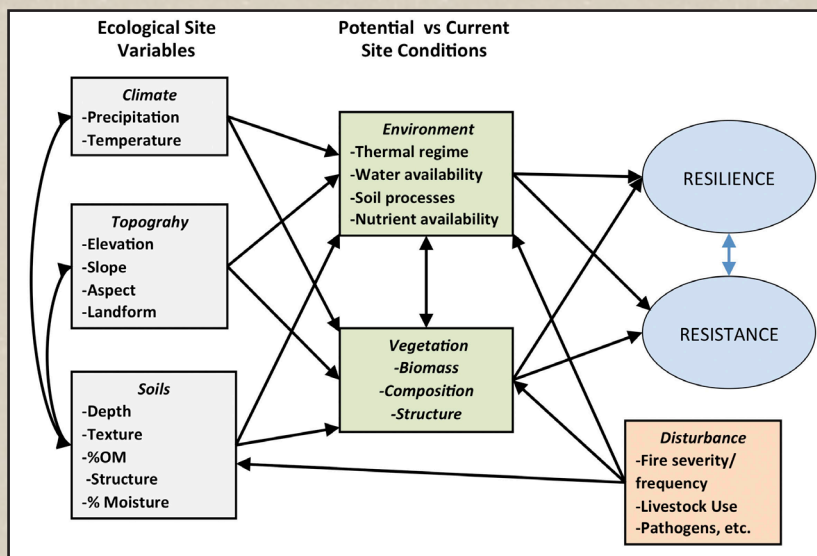 Ecological Site
Variables
Potential vs Current
Site Conditions
Climate
-Precipitation
-Temperature
Topograhy
-Elevation
-Slope
-Aspect
-Landform
Soils
-Depth
-Texture
-%OM
-Structure
-% Moisture
Environment
-Thermal regime
-Water availability
-Soil processes
-Nutrient availability
Vegetation
-Biomass
-Composition
-Structure
RESILIENCE
RESISTANCE
Disturbance
-Fire severity/
frequency
-Livestock Use
-Pathogens, etc.